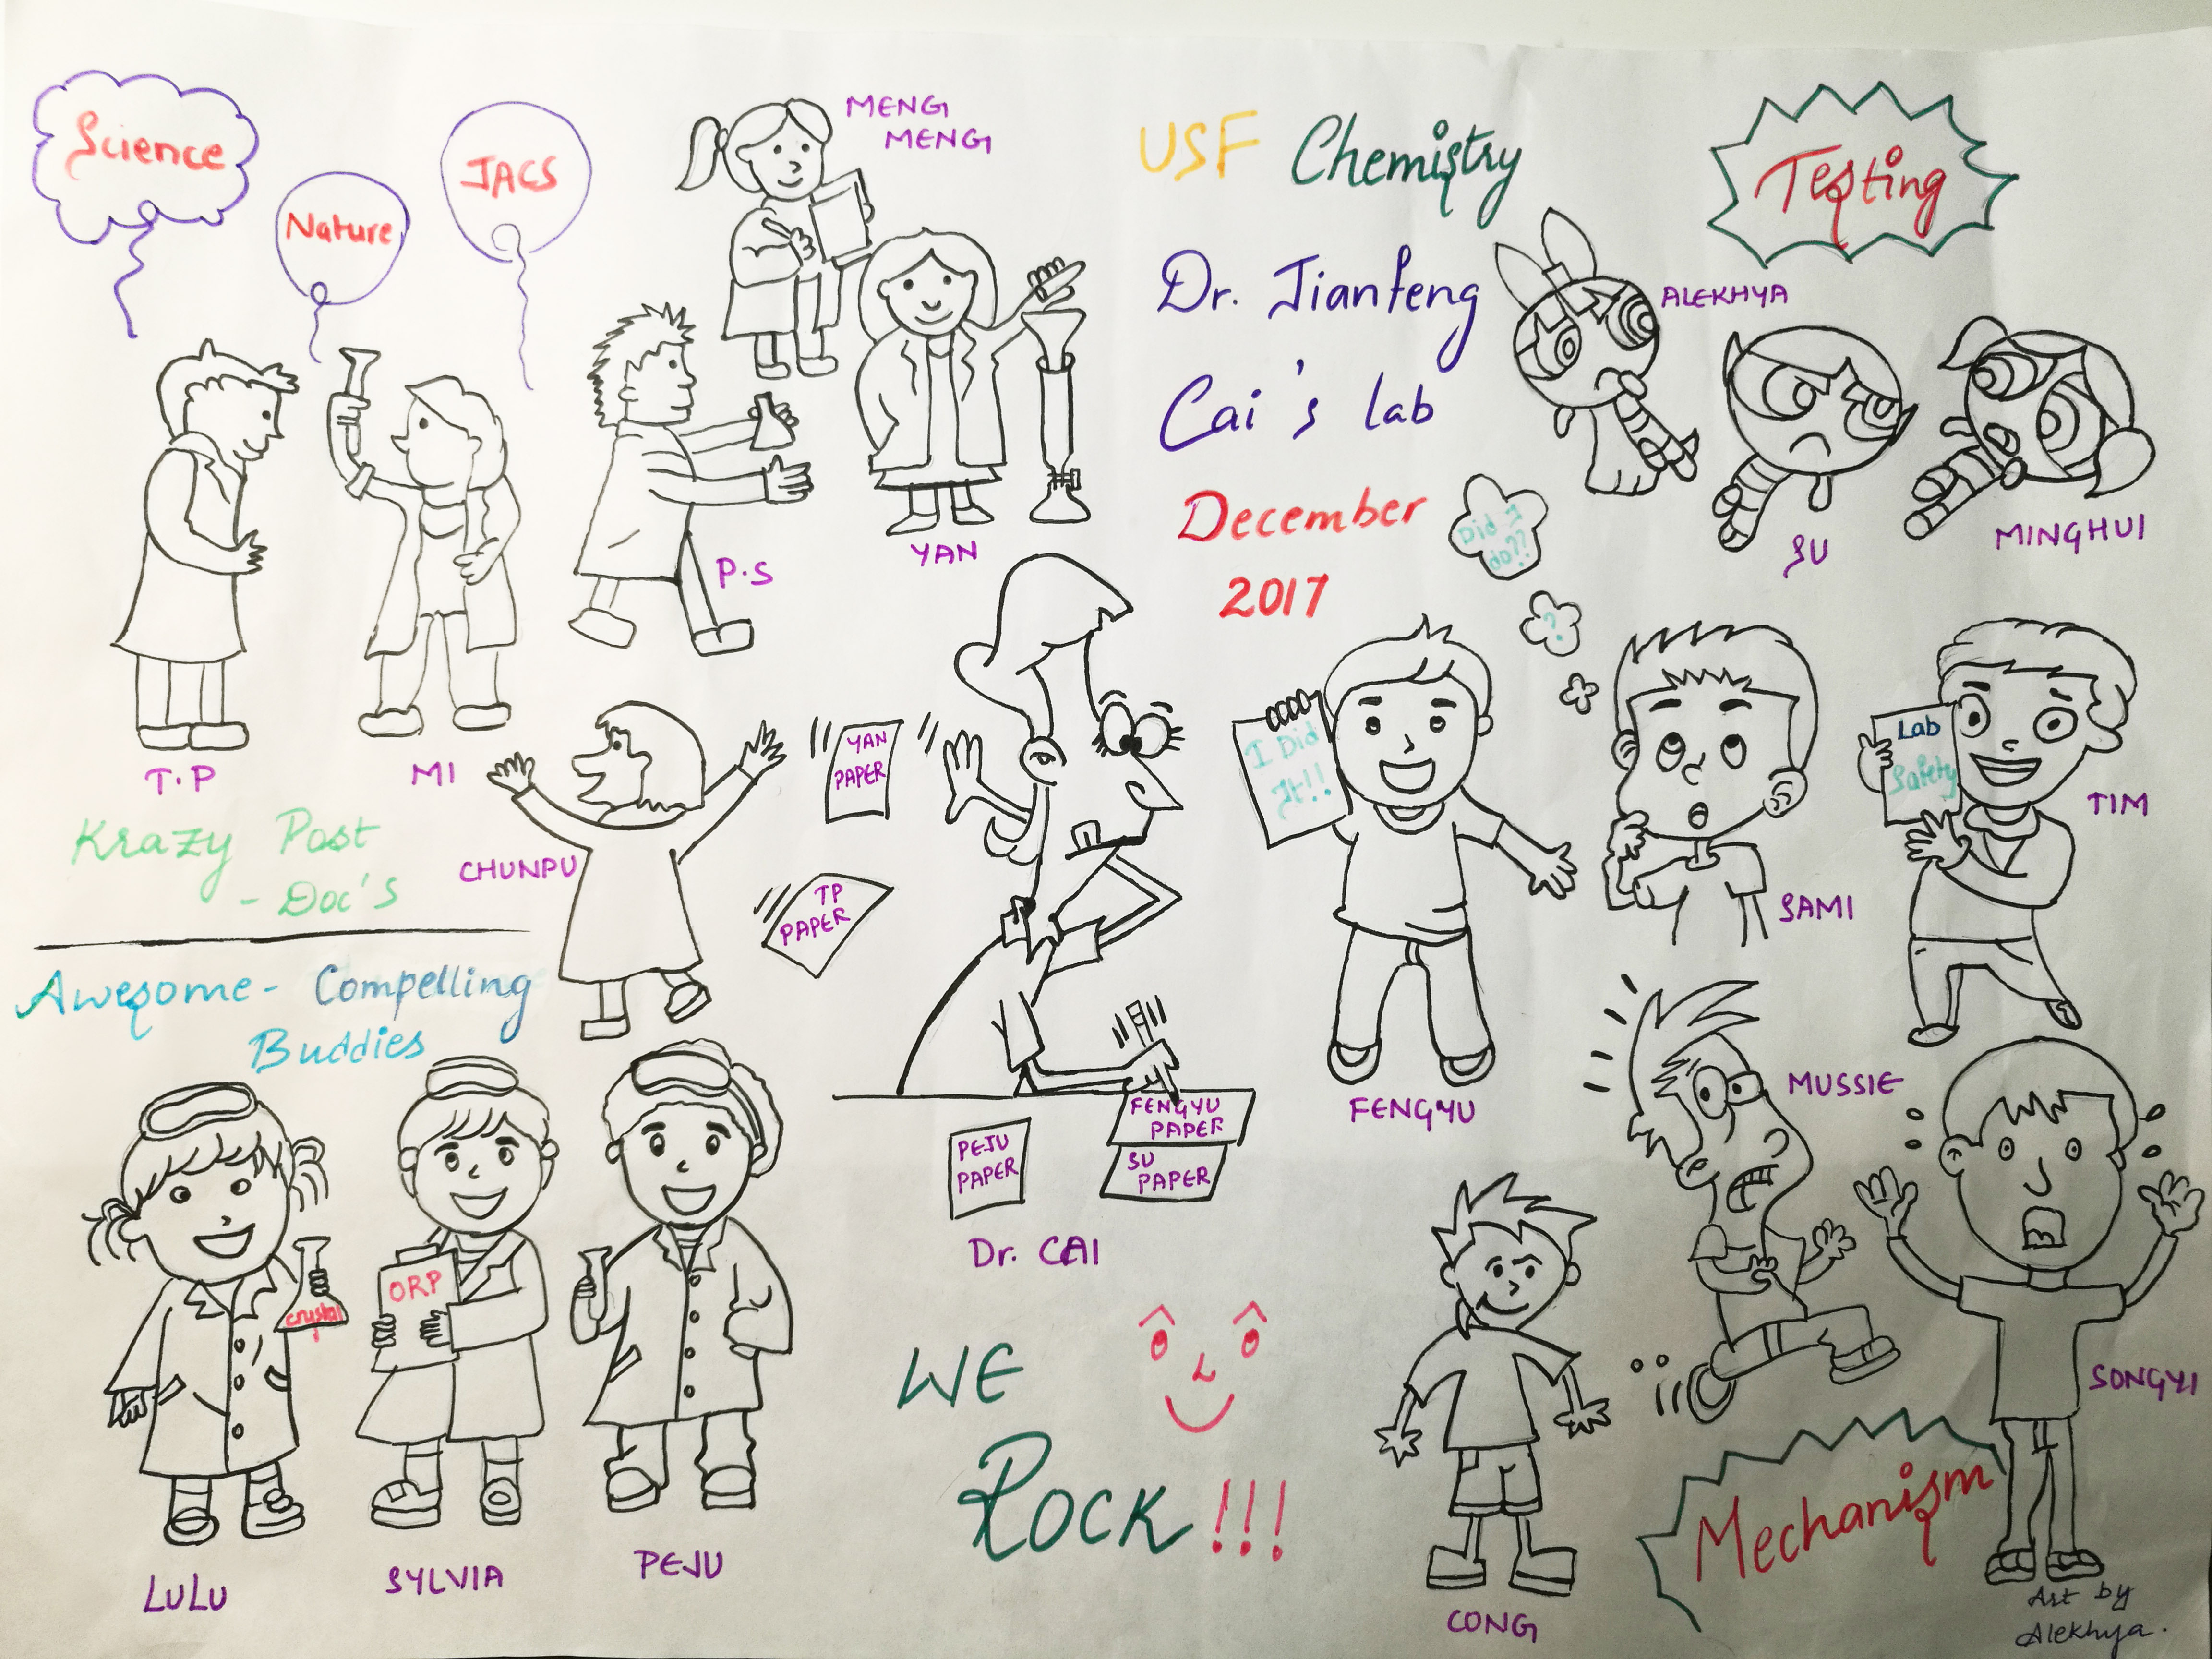 Science
Nature
JACS
MENG
MENG
USF Chemistry
Dr. Jianfeng
Cai's lab
December
2017
Testing
ALEKHYA
SU
MINGHUI
T.P
MI
P.S
YAN
Krazy Post
- Doc's
CHUNPU
YAN
PAPER
TP
PAPER
Did I
do??
?
I Did
It!!
FENGYU
SAMI
Lab
Safety
TIM
Awesome- Compelling
Buddies
crystal
ORP
LULU
SYLVIA
PEJU
PEJU
PAPER
FENGYU
PAPER
SU
PAPER
Dr. CAI
WE
ROCK!!!
CONG
MUSSIE
SONGYI
Mechanism
Art by
Alekhya.